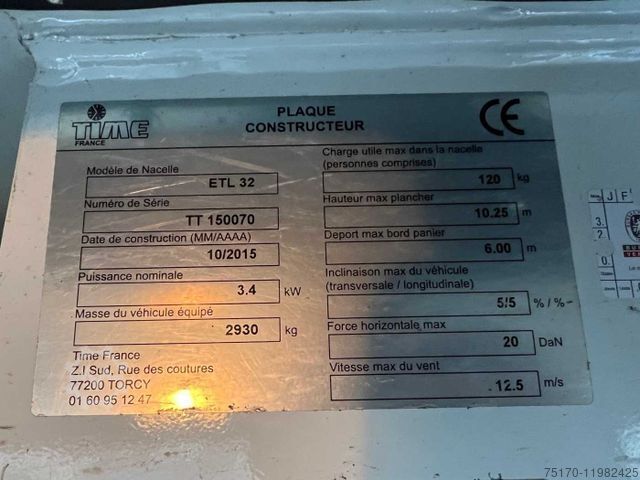 TIME
FRANCE
PLAQUE
CONSTRUCTEUR
CE
Modéle de Nacelle
ETL 32
Numéro de Série
TT 150070
Date de construction (MM/AAAA)
10/2015
Puissance nominale
3.4 kW
Masse du véhicule équipé
2930 kg
Time France
Z.I Sud, Rue des coutures
77200 TORCY
01 60 95 12 47
Charge utile max dans la nacelle
(personnes comprises)
120 kg
Hauteur max plancher
10.25 m
Deport max bord panier
6.00 m
Inclinaison max du véhicule
(transversale / longitudinale)
5/5 % / %
Force horizontale max
20 DaN
Vitesse max du vent
12.5 m/s
J F
3
2
0
75170-11982425